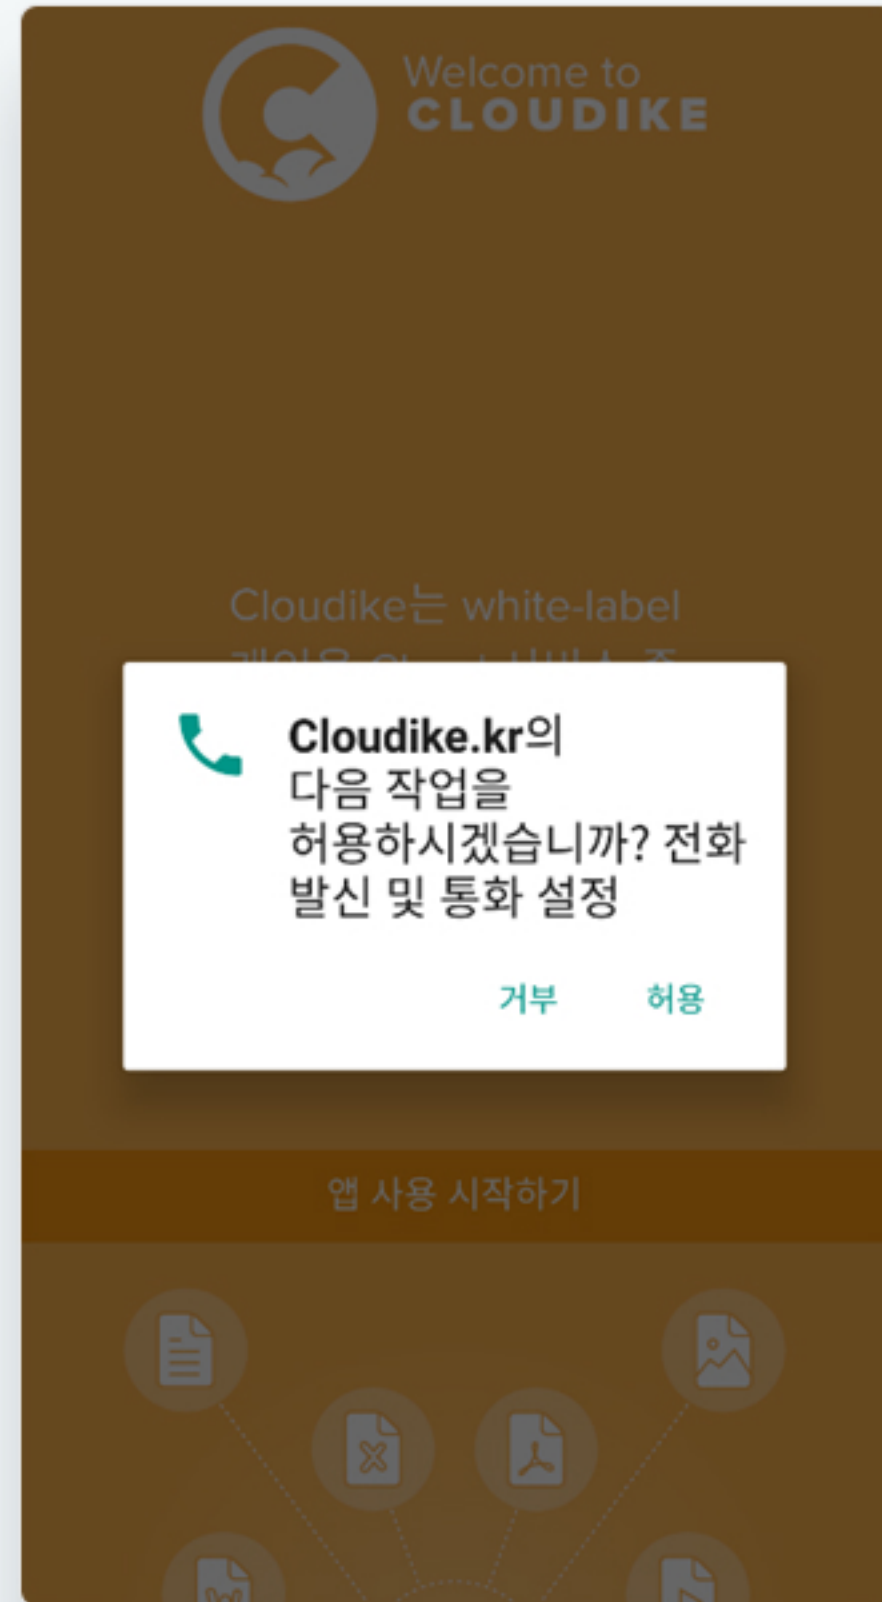 Welcome to
CLOUDIKE
Cloudike는 white-label
Cloudike.kr의
다음 작업을
허용하시겠습니까? 전화
발신 및 통화 설정
거부 허용
앱 사용 시작하기